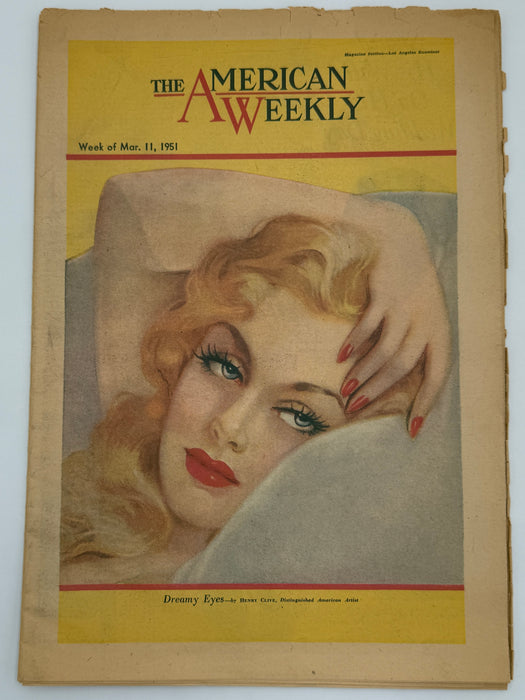 Magazine Section—Los Angeles Examiner
THE AMERICAN
WEEKLY
Week of Mar. 11, 1951
Dreamy Eyes—by HENRY CLIVE, Distinguished American Artist